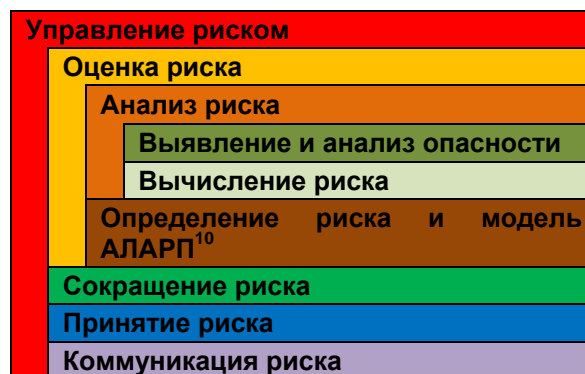 Управление риском
Оценка риска
Анализ риска
Выявление и анализ опасности
Вычисление риска
Определение риска и модель
АЛАРП¹⁰
Сокращение риска
Принятие риска
Коммуникация риска